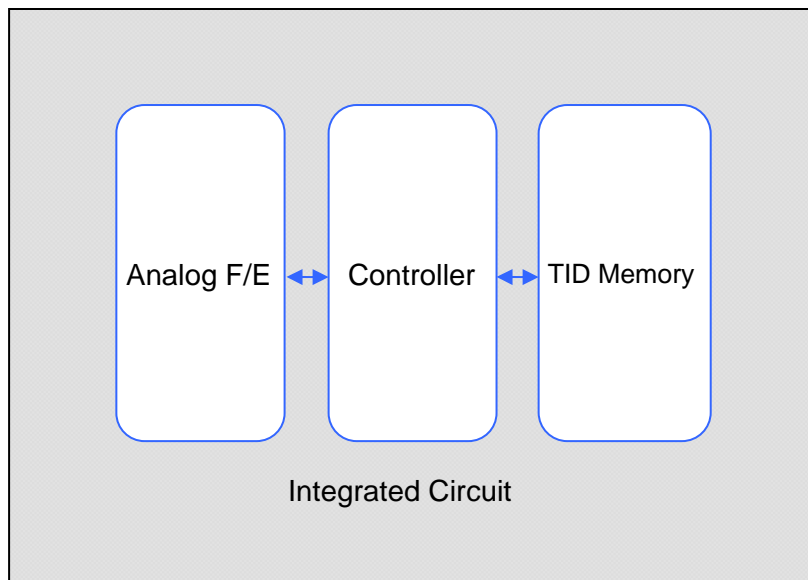 Analog F/E
Controller
TID Memory
Integrated Circuit